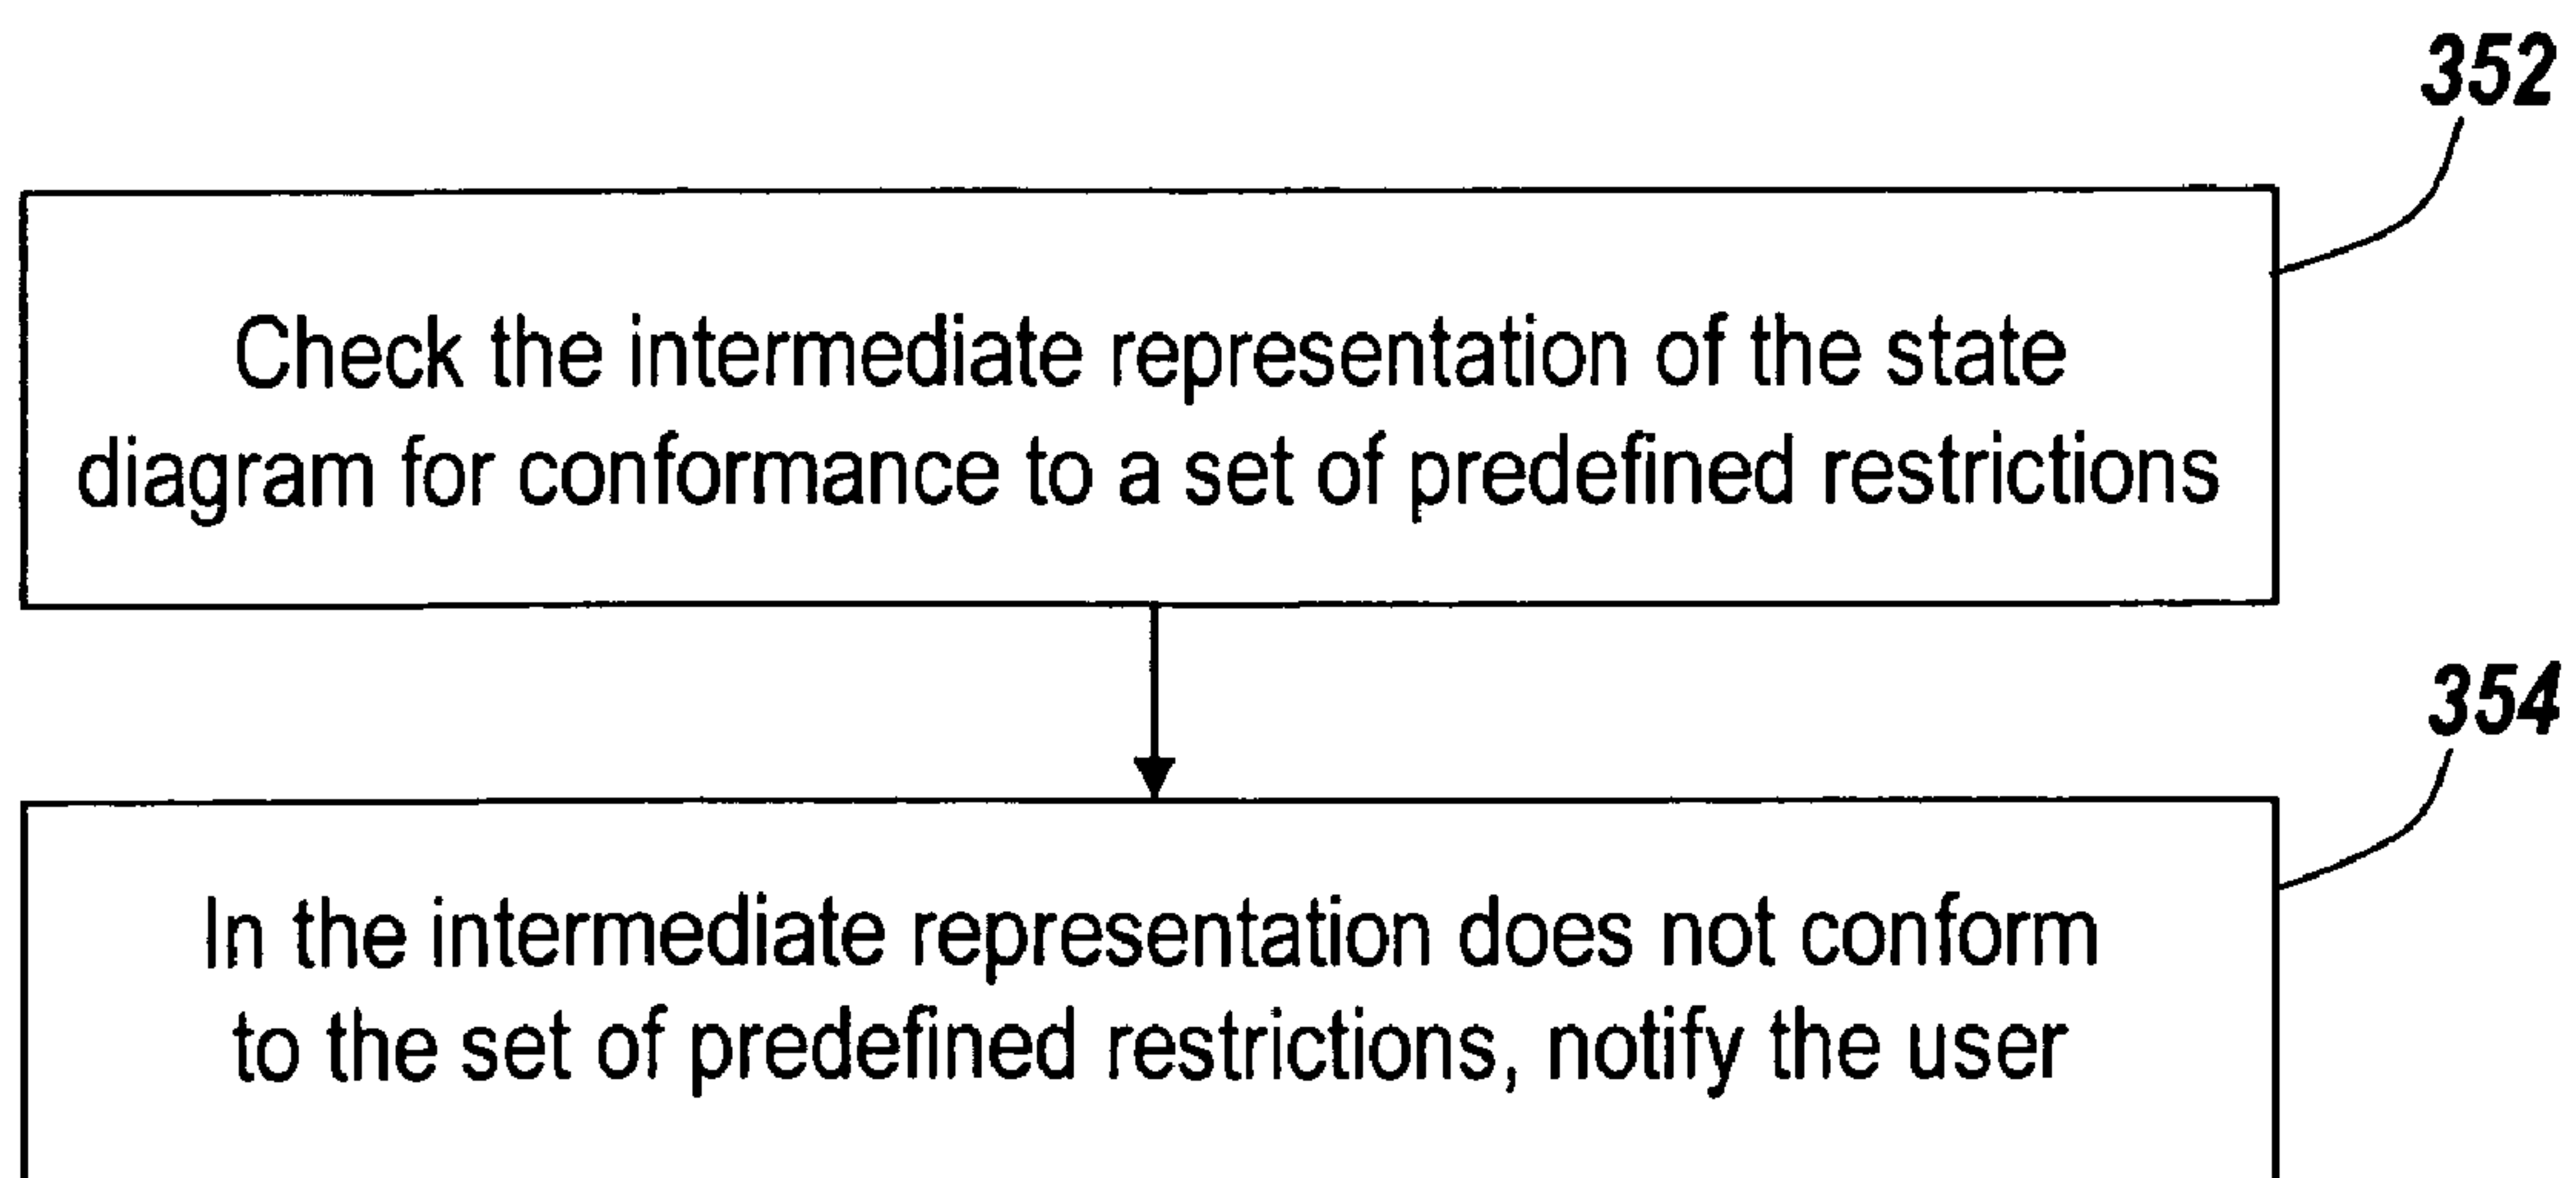 352
Check the intermediate representation of the state
diagram for conformance to a set of predefined restrictions
354
In the intermediate representation does not conform
to the set of predefined restrictions, notify the user